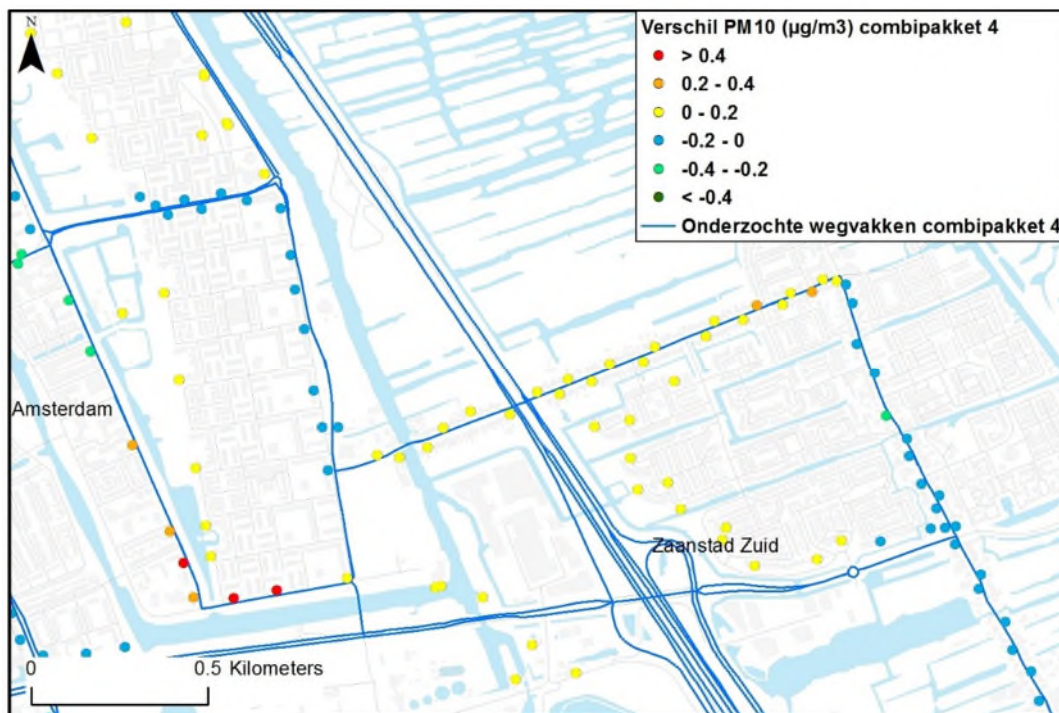 N
Verschil PM10 (µg/m3) combipakket 4
> 0.4
0.2 - 0.4
0 - 0.2
-0.2 - 0
-0.4 - -0.2
< -0.4
Onderzochte wegvakken combipakket 4
Amsterdam
Zaanstad Zuid
0 0.5 Kilometers